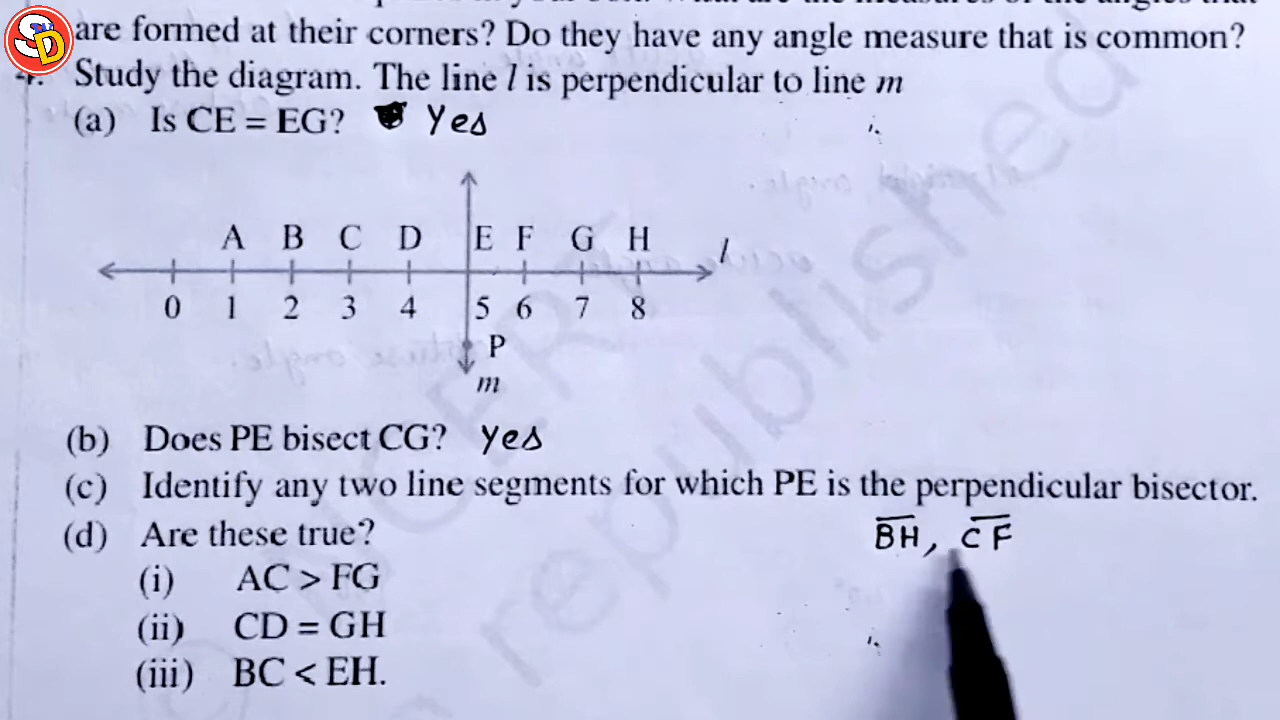 are formed at their corners? Do they have any angle measure that is common?
SD
4. Study the diagram. The line l is perpendicular to line m
(a) Is CE = EG? Yes
A B C D E F G H l
0 1 2 3 4 5 6 7 8
P
m
(b) Does PE bisect CG? Yes
(c) Identify any two line segments for which PE is the perpendicular bisector.
(d) Are these true? BH, CF
(i) AC > FG
(ii) CD = GH
(iii) BC < EH.
republished